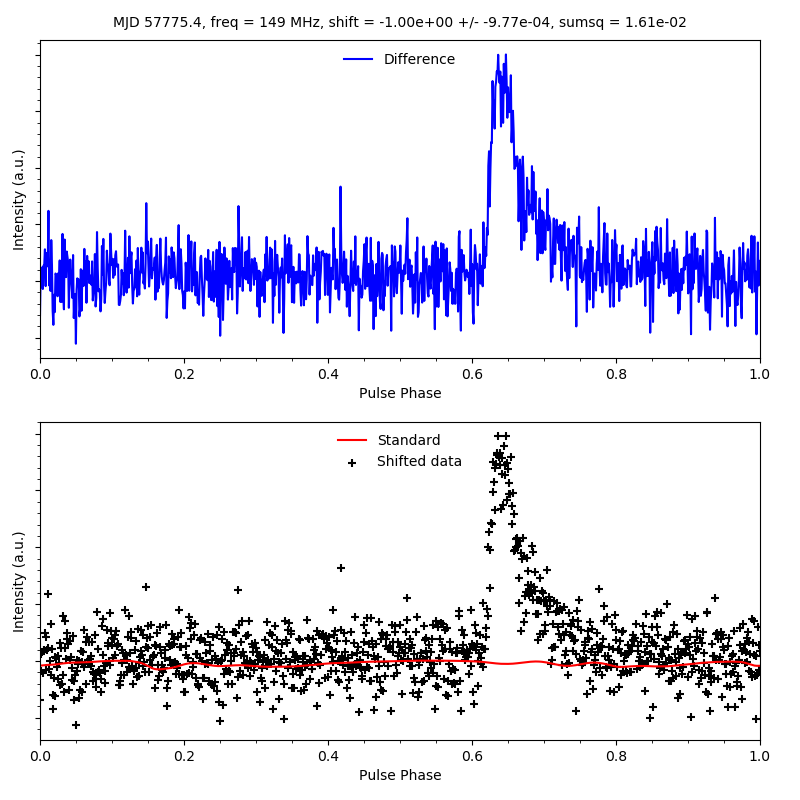 MJD 57775.4, freq = 149 MHz, shift = -1.00e+00 +/- -9.77e-04, sumsq = 1.61e-02
Difference
Intensity (a.u.)
0.0 0.2 0.4 0.6 0.8 1.0
Pulse Phase
Standard
Shifted data
Intensity (a.u.)
0.0 0.2 0.4 0.6 0.8 1.0
Pulse Phase